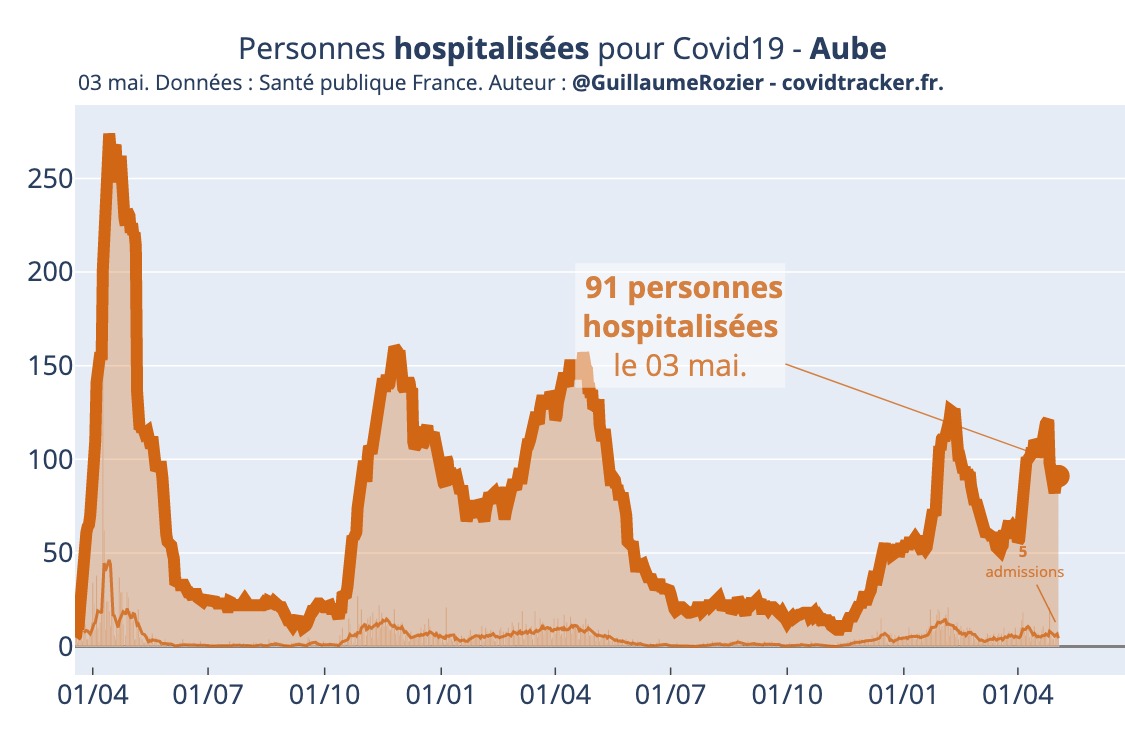 Personnes hospitalisées pour Covid19 - Aube
03 mai. Données : Santé publique France. Auteur : @GuillaumeRozier - covidtracker.fr.
250
200
150
100
50
0
91 personnes
hospitalisées
le 03 mai.
5
admissions
01/04 01/07 01/10 01/01 01/04 01/07 01/10 01/01 01/04